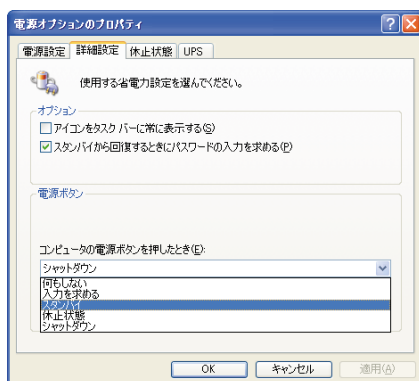 電源オプションのプロパティ
電源設定 詳細設定 休止状態 UPS
使用する省電力設定を選んでください。
オプション
アイコンをタスク バーに常に表示する(S)
スタンバイから回復するときにパスワードの入力を求める(P)
電源ボタン
コンピュータの電源ボタンを押したとき(E):
シャットダウン
何もしない
入力を求める
スタンバイ
休止状態
シャットダウン
OK キャンセル 適用(A)